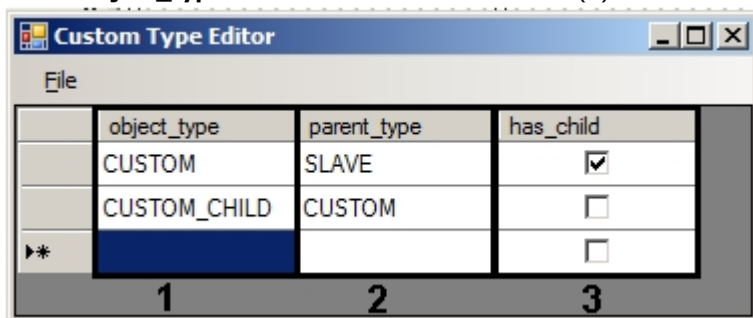 Custom Type Editor
File
object_type parent_type has_child
CUSTOM SLAVE
CUSTOM_CHILD CUSTOM
1 2 3